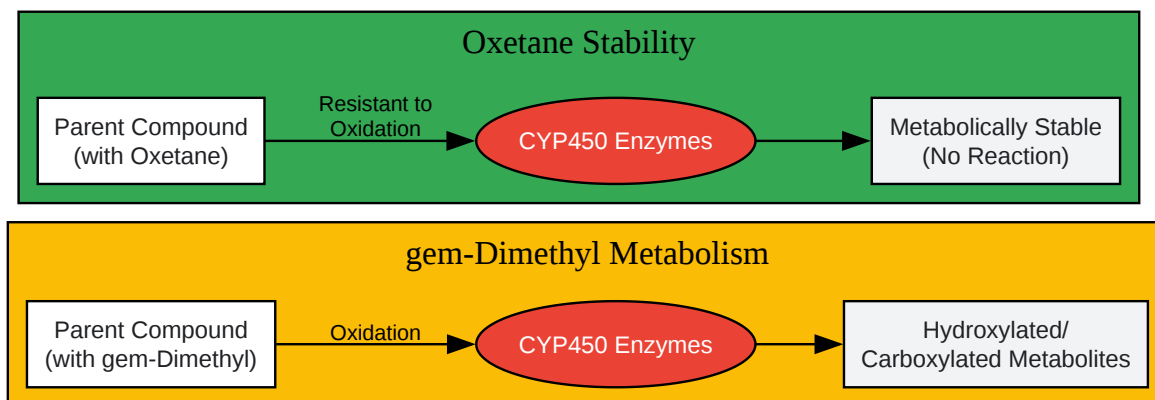 Oxetane Stability
Parent Compound
(with Oxetane)
Resistant to
Oxidation
CYP450 Enzymes
Metabolically Stable
(No Reaction)
gem-Dimethyl Metabolism
Parent Compound
(with gem-Dimethyl)
Oxidation
CYP450 Enzymes
Hydroxylated/
Carboxylated Metabolites